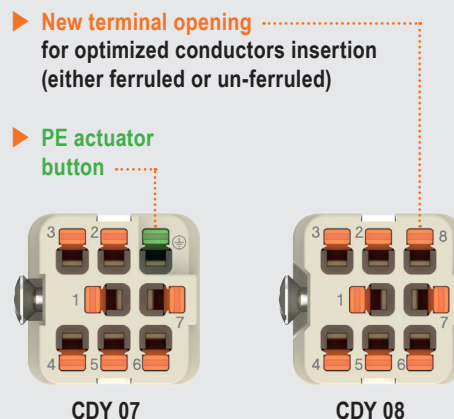 New terminal opening
for optimized conductors insertion
(either ferruled or un-ferruled)
PE actuator
button
3 2
1
7
4 5 6
3 2 8
1
7
4 5 6
CDY 07
CDY 08